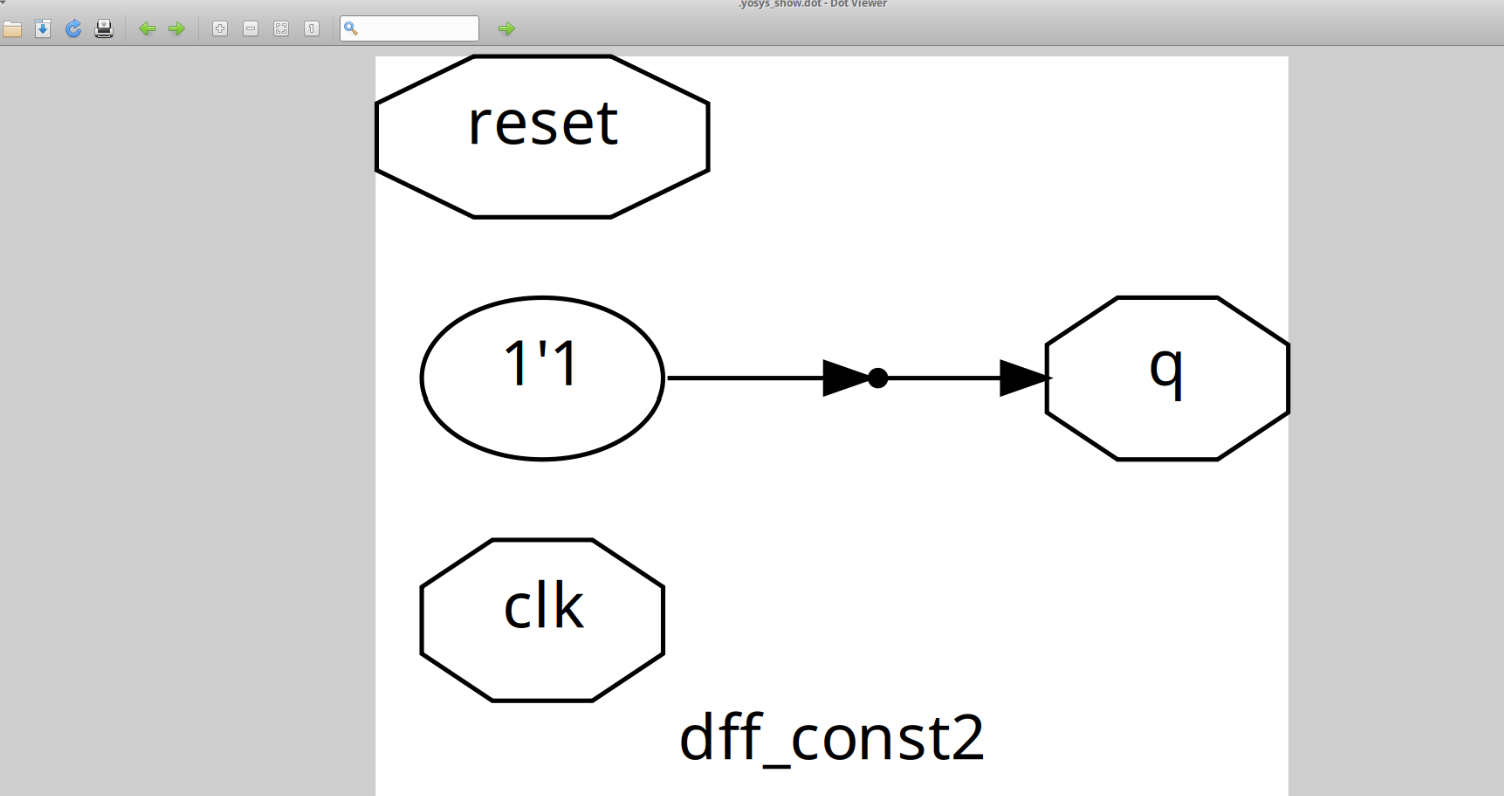 .yosys_show.dot - Dot Viewer
reset
1'1
q
clk
dff_const2